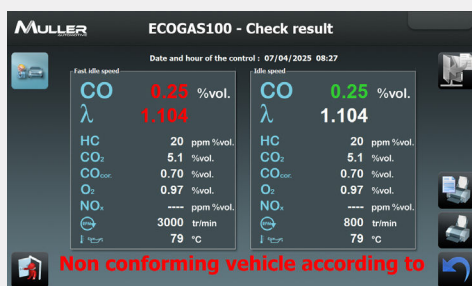 MULLER
AUTOMOTIVE
ECOGAS100 - Check result
Date and hour of the control : 07/04/2025 08:27
Fast idle speed
CO 0.25 %vol.
λ 1.104
HC 20 ppm %vol.
CO₂ 5.1 %vol.
COcor. 0.70 %vol.
O₂ 0.97 %vol.
NOₓ ---- ppm %vol.
3000 tr/min
79 °C
Idle speed
CO 0.25 %vol.
λ 1.104
HC 20 ppm %vol.
CO₂ 5.1 %vol.
COcor. 0.70 %vol.
O₂ 0.97 %vol.
NOₓ ---- ppm %vol.
800 tr/min
79 °C
Non conforming vehicle according to